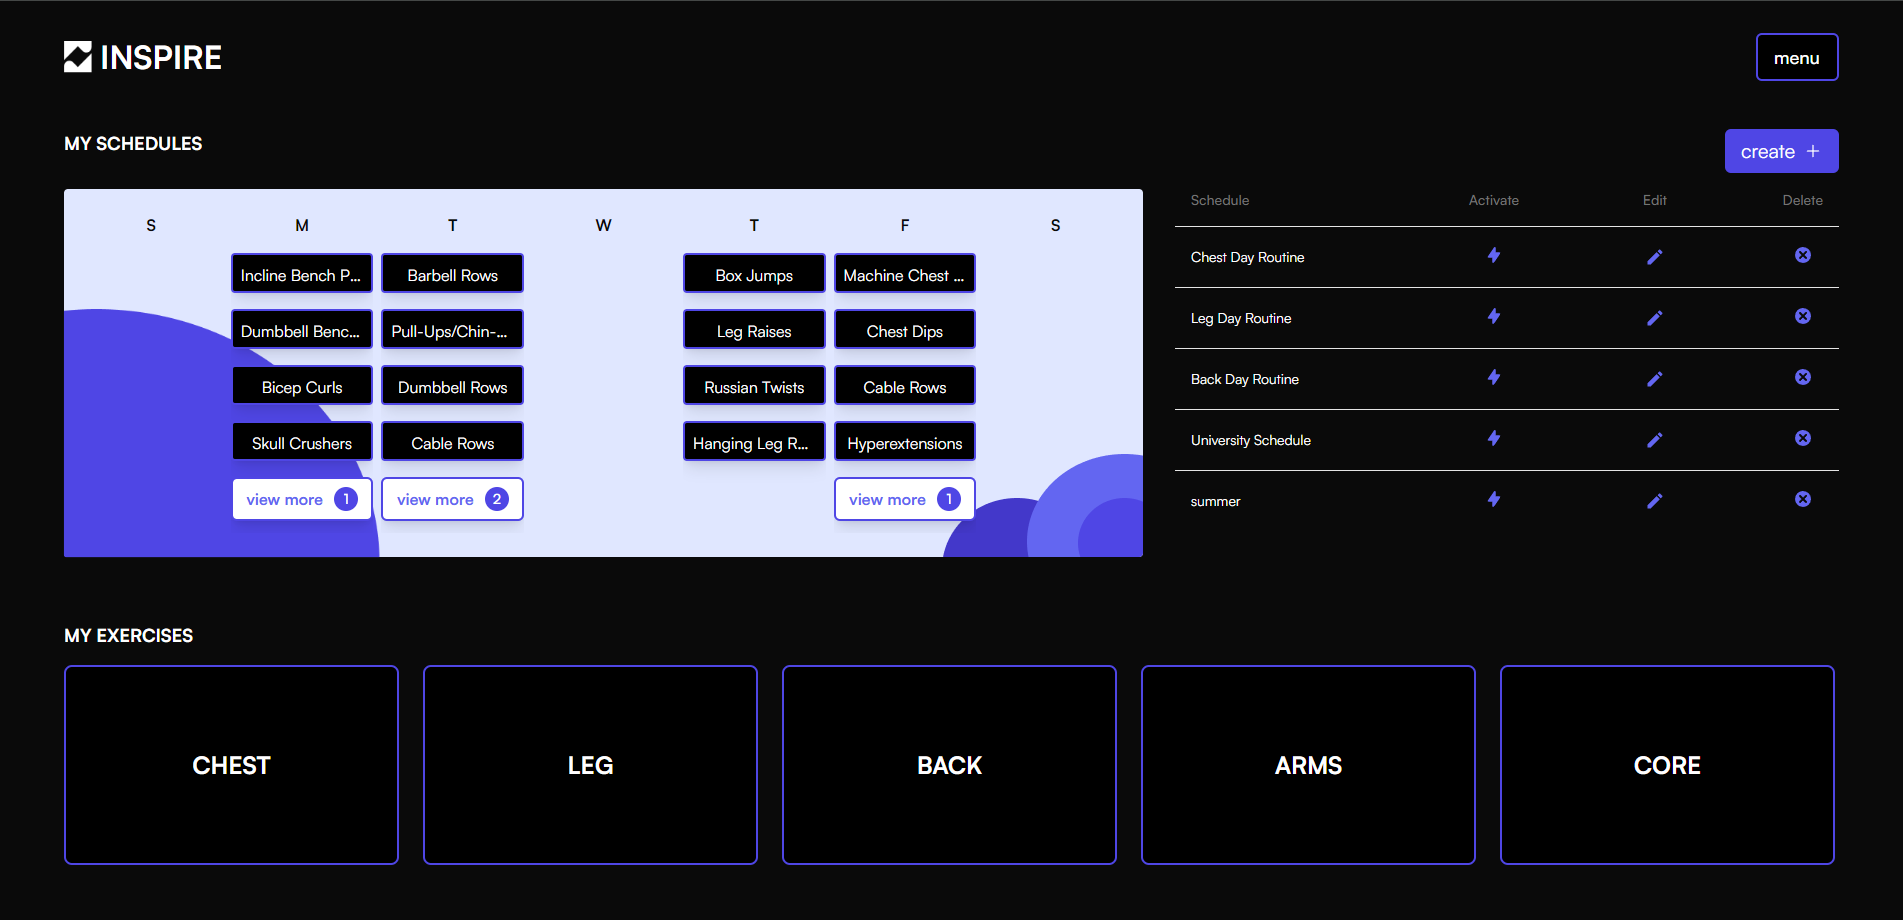 INSPIRE
menu
MY SCHEDULES
create +
S M T W T F S
Incline Bench P... Barbell Rows Box Jumps Machine Chest ...
Dumbbell Benc... Pull-Ups/Chin-... Leg Raises Chest Dips
Bicep Curls Dumbbell Rows Russian Twists Cable Rows
Skull Crushers Cable Rows Hanging Leg R... Hyperextensions
view more 1 view more 2 view more 1
Schedule Activate Edit Delete
Chest Day Routine
Leg Day Routine
Back Day Routine
University Schedule
summer
MY EXERCISES
CHEST LEG BACK ARMS CORE